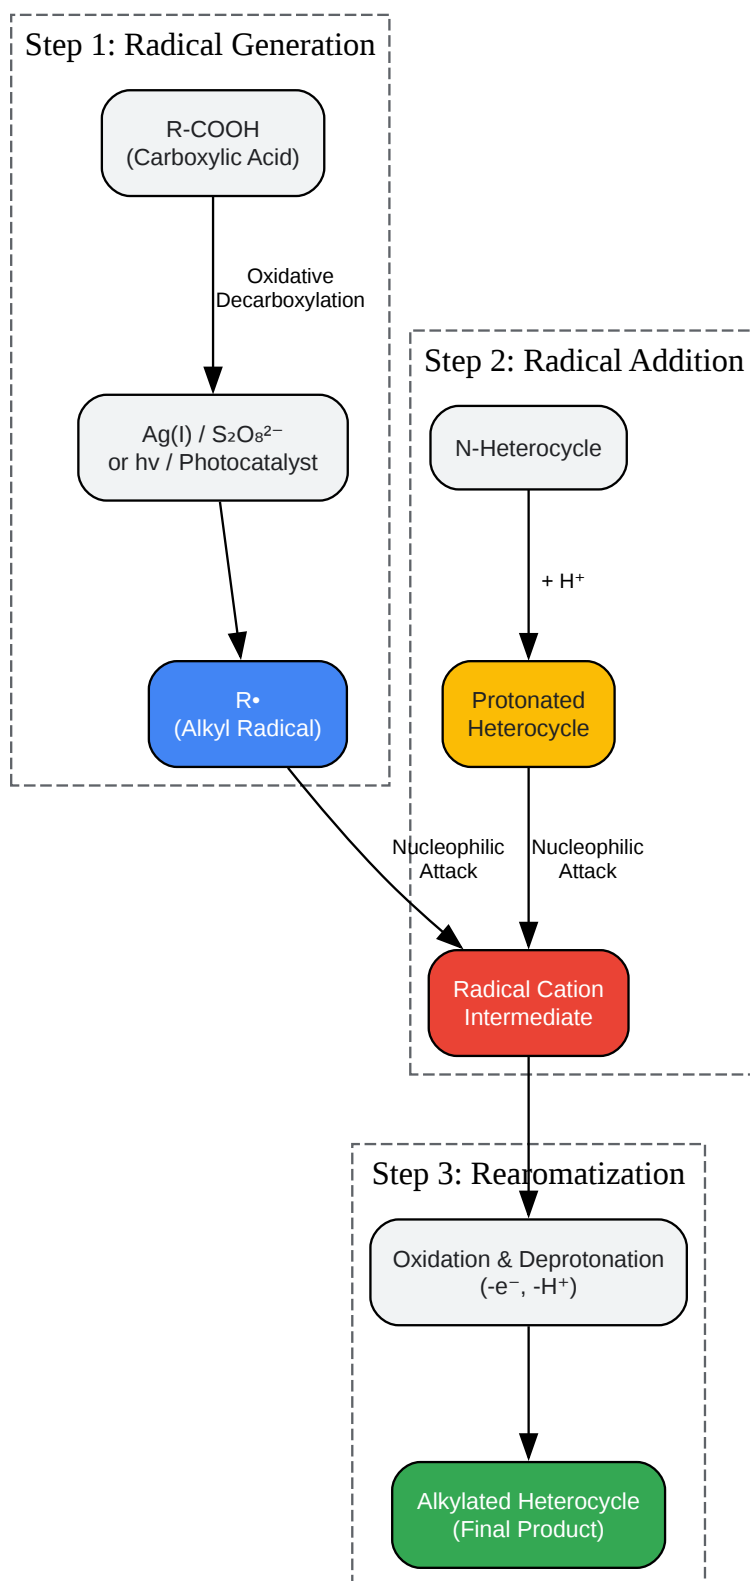 Step 1: Radical Generation
R-COOH
(Carboxylic Acid)
Oxidative
Decarboxylation
Ag(I) / S₂O₈²⁻
or hv / Photocatalyst
R•
(Alkyl Radical)
Step 2: Radical Addition
N-Heterocycle
+ H⁺
Protonated
Heterocycle
Nucleophilic
Attack
Nucleophilic
Attack
Radical Cation
Intermediate
Step 3: Rearomatization
Oxidation & Deprotonation
(-e⁻, -H⁺)
Alkylated Heterocycle
(Final Product)